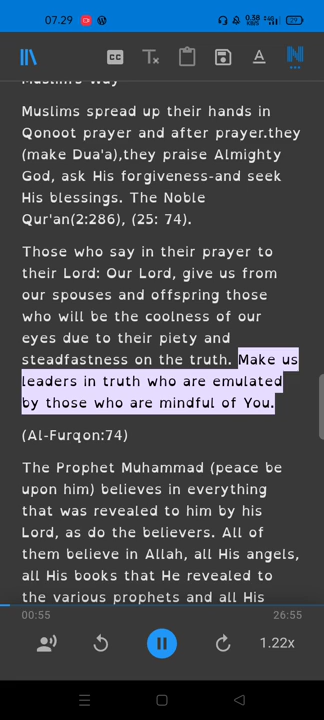 07.29
0.58
KB/S
CC
A
N
Muslim's Way
Muslims spread up their hands in
Qonoot prayer and after prayer.they
(make Dua'a),they praise Almighty
God, ask His forgiveness-and seek
His blessings. The Noble
Qur'an(2:286), (25: 74).
Those who say in their prayer to
their Lord: Our Lord, give us from
our spouses and offspring those
who will be the coolness of our
eyes due to their piety and
steadfastness on the truth. Make us
leaders in truth who are emulated
by those who are mindful of You.
(Al-Furqon:74)
The Prophet Muhammad (peace be
upon him) believes in everything
that was revealed to him by his
Lord, as do the believers. All of
them believe in Allah, all His angels,
all His books that He revealed to
the various prophets and all His
00:55
26:55
1.22x